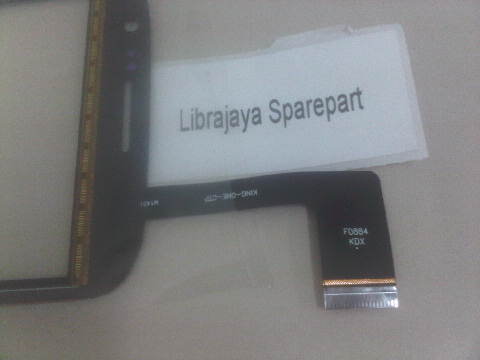 Librajaya Sparepart
KING-ONE-CTP
F0884
KDX